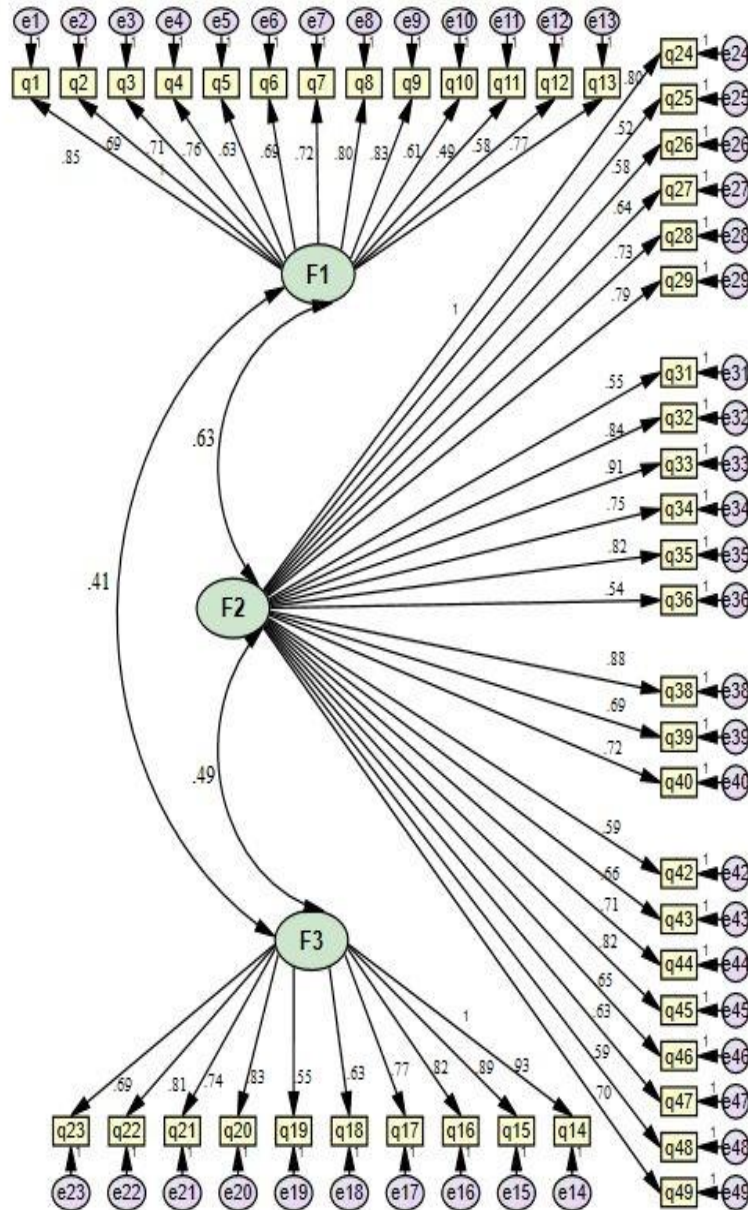 e1 e2 e3 e4 e5 e6 e7 e8 e9 e10 e11 e12 e13
1 1 1 1 1 1 1 1 1 1 1 1 1
q1 q2 q3 q4 q5 q6 q7 q8 q9 q10 q11 q12 q13
.85 .69 .71 .76 .63 .69 .72 .80 .83 .61 .49 .58 .77
1
F1
.80 q24 1 e24
.52 q25 1 e25
.58 q26 1 e26
.64 q27 1 e27
.73 q28 1 e28
.79 q29 1 e29
1
.55 q31 1 e31
.84 q32 1 e32
.91 q33 1 e33
.75 q34 1 e34
.82 q35 1 e39
.54 q36 1 e36
.63
.41
F2
.49
.88 q38 1 e38
.69 q39 1 e39
.72 q40 1 e40
.59 q42 1 e42
.66 q43 1 e43
.71 q44 1 e44
.82 q45 1 e45
.65 q46 1 e46
.63 q47 1 e47
.59 q48 1 e48
70 q49 1 e49
F3
1
.69 .81 .74 .83 .55 .63 .77 .82 .89 .93
q23 q22 q21 q20 q19 q18 q17 q16 q15 q14
1 1 1 1 1 1 1 1 1 1
e23 e22 e21 e20 e19 e18 e17 e16 e15 e14